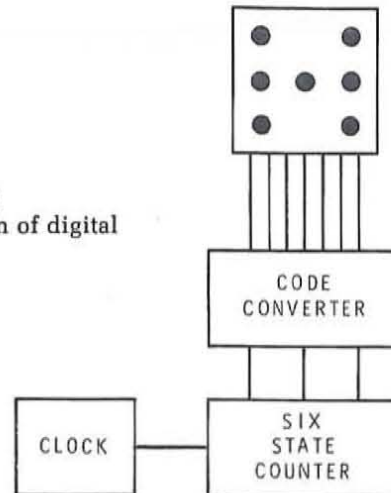 n of digital
CODE
CONVERTER
CLOCK
SIX
STATE
COUNTER